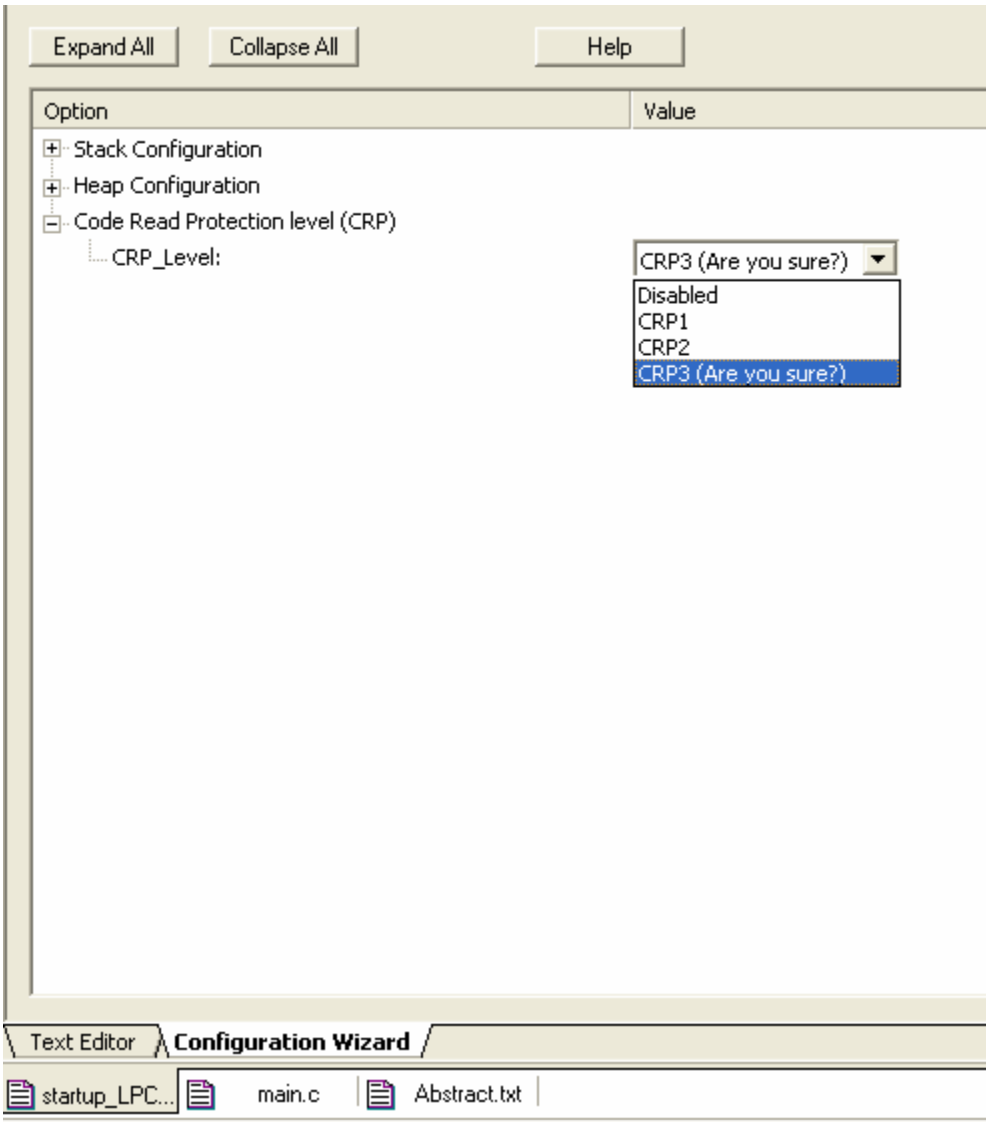 Expand All Collapse All Help
Option Value
Stack Configuration
Heap Configuration
Code Read Protection level (CRP)
CRP_Level: CRP3 (Are you sure?)
Disabled
CRP1
CRP2
CRP3 (Are you sure?)
Text Editor Configuration Wizard
startup_LPC... main.c Abstract.txt